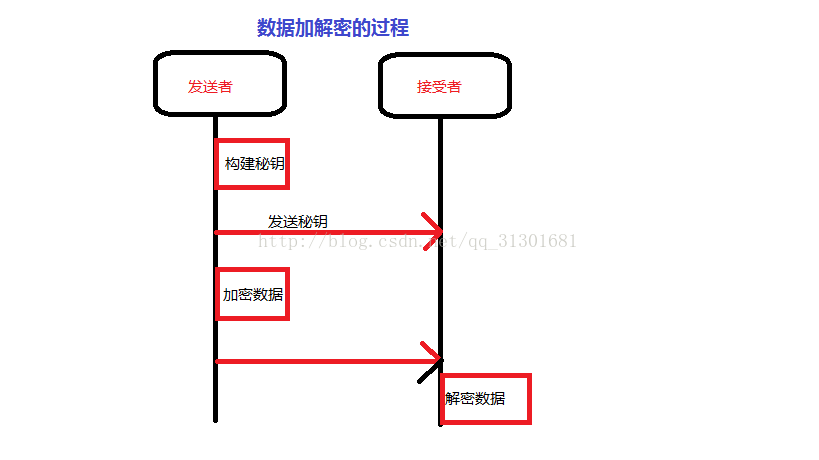 数据加解密的过程
发送者
接受者
构建秘钥
发送秘钥
http://blog.csdn.net/qq_31301681
加密数据
解密数据